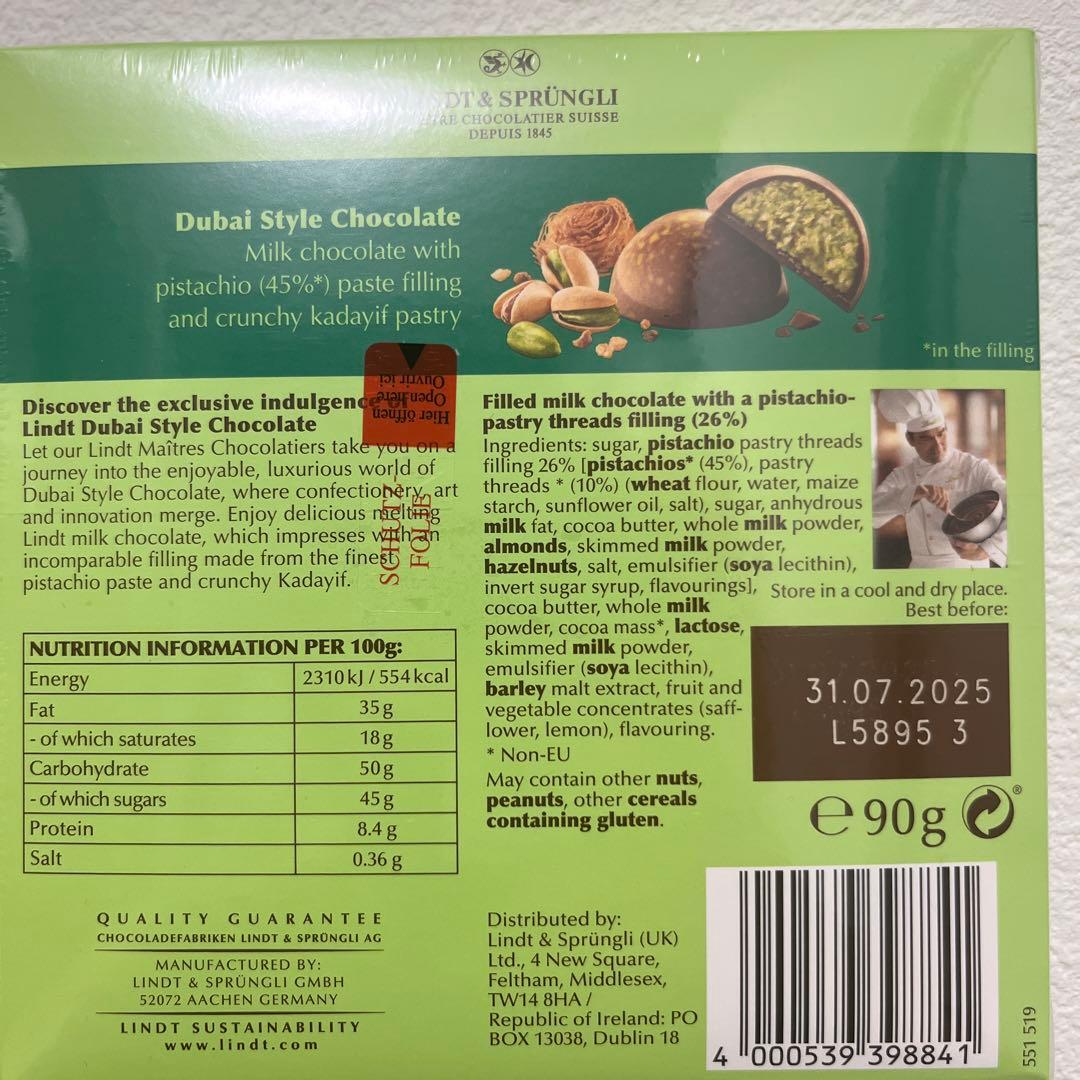 DT & SPRÜNGLI
CHOCOLATIER SUISSE
DEPUIS 1845
Dubai Style Chocolate
Milk chocolate with
pistachio (45%*) paste filling
and crunchy kadayif pastry
*in the filling
Hier öffnen
Open here
Ouvrir ici
SCHUTZ-
FOLIE
Discover the exclusive indulgence of
Lindt Dubai Style Chocolate
Let our Lindt Maîtres Chocolatiers take you on a
journey into the enjoyable, luxurious world of
Dubai Style Chocolate, where confectionery, art
and innovation merge. Enjoy delicious melting
Lindt milk chocolate, which impresses with an
incomparable filling made from the finest
pistachio paste and crunchy Kadayif.
NUTRITION INFORMATION PER 100g:
Energy 2310 kJ / 554 kcal
Fat 35 g
- of which saturates 18 g
Carbohydrate 50 g
- of which sugars 45 g
Protein 8.4 g
Salt 0.36 g
QUALITY GUARANTEE
CHOCOLADEFABRIKEN LINDT & SPRÜNGLI AG
MANUFACTURED BY:
LINDT & SPRÜNGLI GMBH
52072 AACHEN GERMANY
LINDT SUSTAINABILITY
www.lindt.com
Filled milk chocolate with a pistachio-
pastry threads filling (26%)
Ingredients: sugar, pistachio pastry threads
filling 26% [pistachios* (45%), pastry
threads * (10%) (wheat flour, water, maize
starch, sunflower oil, salt), sugar, anhydrous
milk fat, cocoa butter, whole milk powder,
almonds, skimmed milk powder,
hazelnuts, salt, emulsifier (soya lecithin),
invert sugar syrup, flavourings],
cocoa butter, whole milk
powder, cocoa mass*, lactose,
skimmed milk powder,
emulsifier (soya lecithin),
barley malt extract, fruit and
vegetable concentrates (saff-
lower, lemon), flavouring.
* Non-EU
May contain other nuts,
peanuts, other cereals
containing gluten.
Store in a cool and dry place.
Best before:
31.07.2025
L5895 3
e 90g ®
Distributed by:
Lindt & Sprüngli (UK)
Ltd., 4 New Square,
Feltham, Middlesex,
TW14 8HA /
Republic of Ireland: PO
BOX 13038, Dublin 18
4 000539 398841
551 519